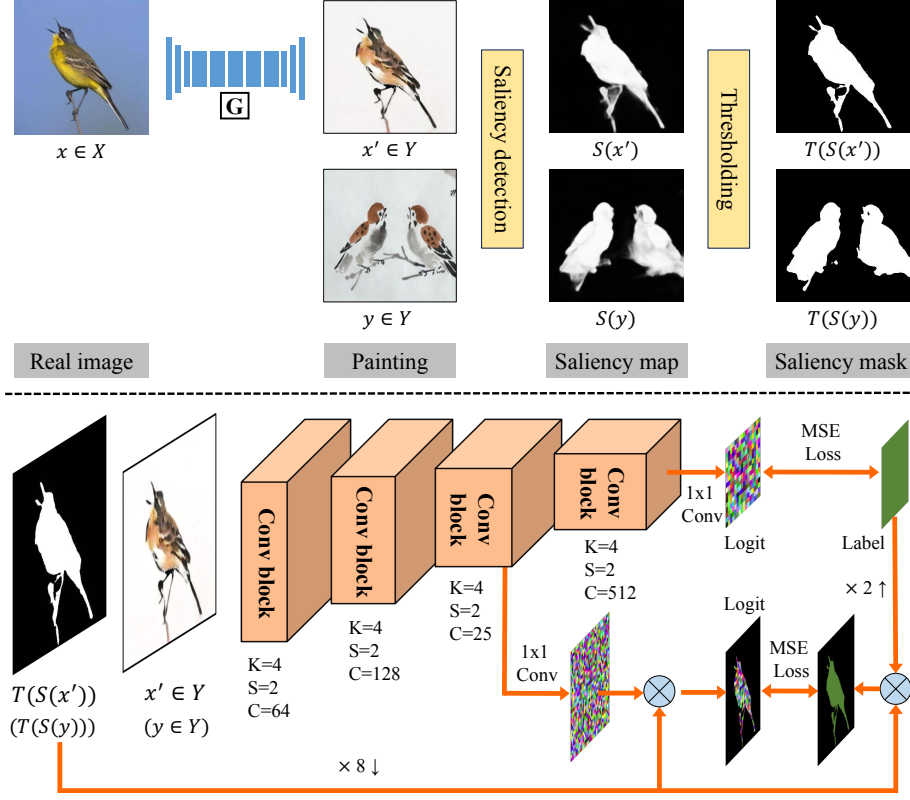 G
x ∈ X
x′ ∈ Y
Saliency detection
S(x′)
Thresholding
T(S(x′))
y ∈ Y
S(y)
T(S(y))
Real image
Painting
Saliency map
Saliency mask
T(S(x′))
(T(S(y)))
x′ ∈ Y
(y ∈ Y)
Conv block
K=4
S=2
C=64
Conv block
K=4
S=2
C=128
Conv
block
K=4
S=2
C=25
Conv
block
K=4
S=2
C=512
1x1
Conv
Logit
MSE
Loss
Label
× 2 ↑
1x1
Conv
Logit
MSE
Loss
× 8 ↓